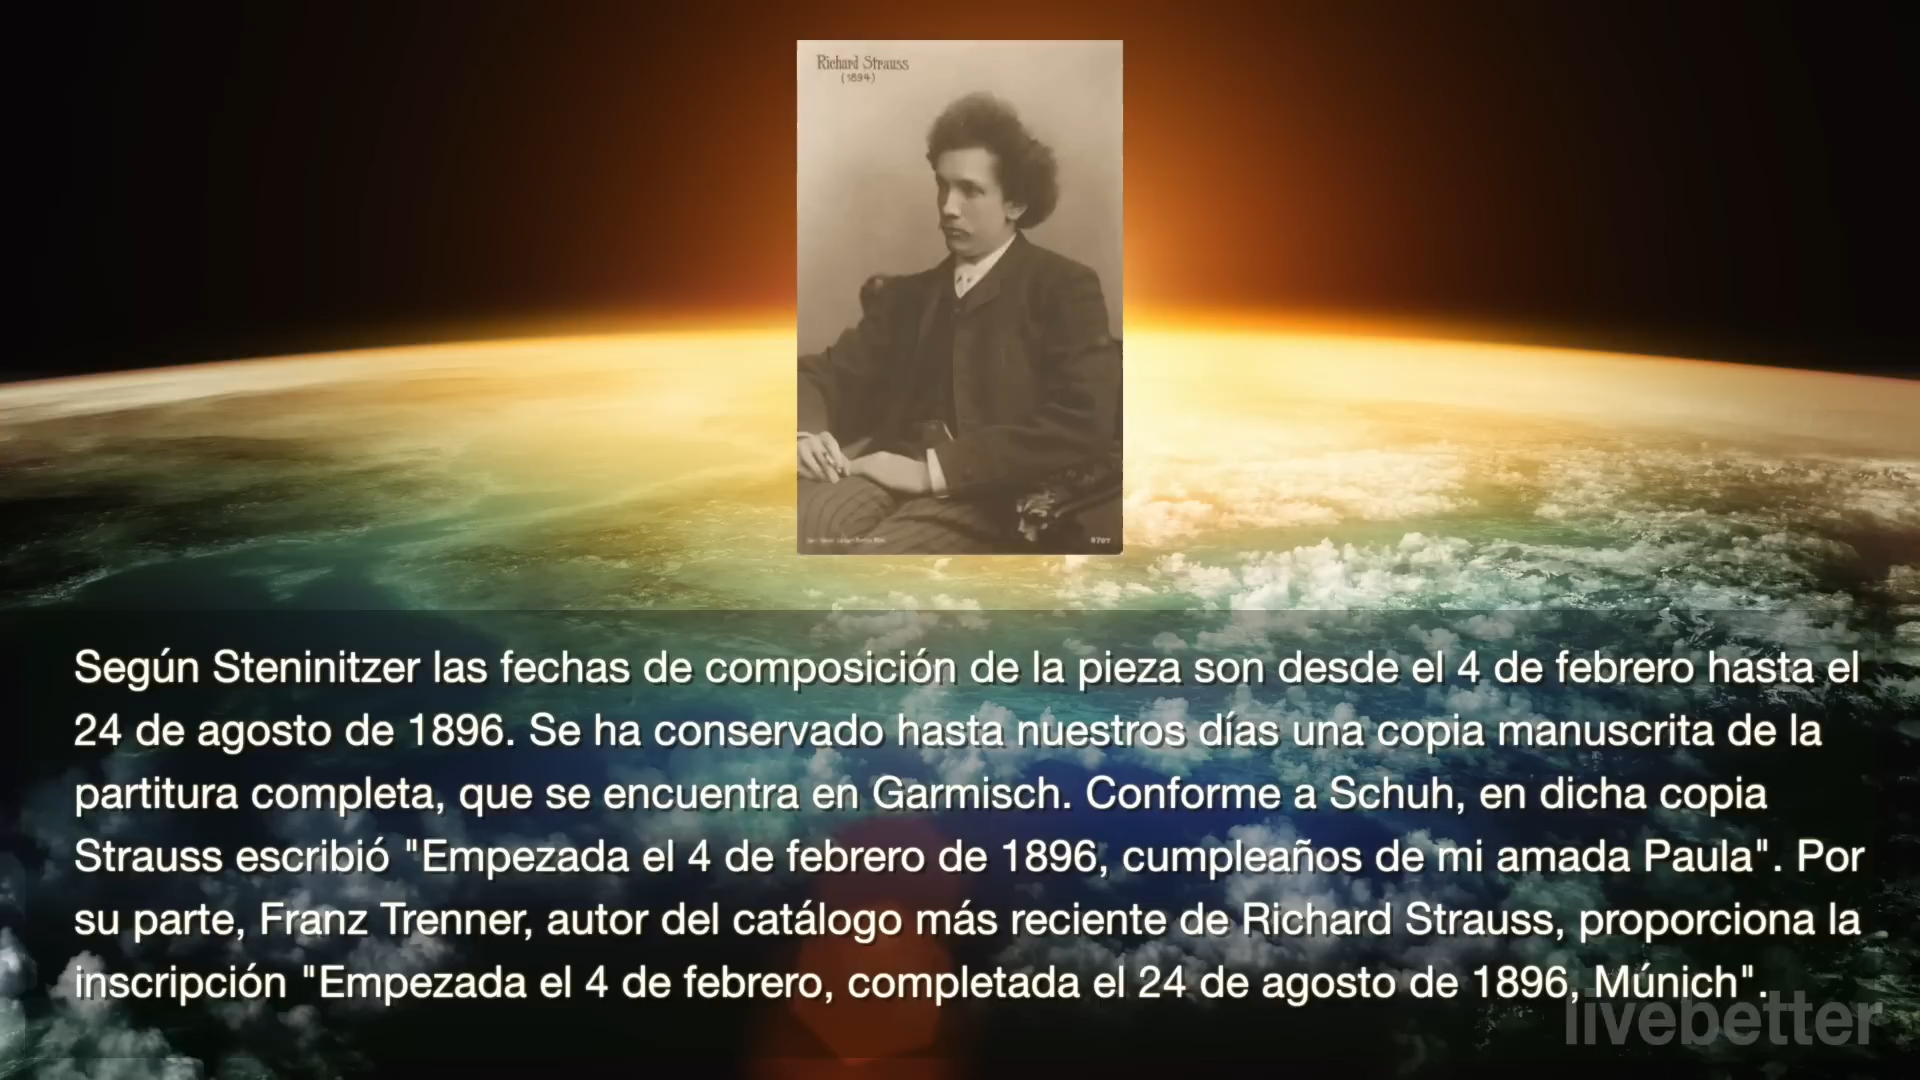 Richard Strauss
(1894)
Según Steninitzer las fechas de composición de la pieza son desde el 4 de febrero hasta el
24 de agosto de 1896. Se ha conservado hasta nuestros días una copia manuscrita de la
partitura completa, que se encuentra en Garmisch. Conforme a Schuh, en dicha copia
Strauss escribió "Empezada el 4 de febrero de 1896, cumpleaños de mi amada Paula". Por
su parte, Franz Trenner, autor del catálogo más reciente de Richard Strauss, proporciona la
inscripción "Empezada el 4 de febrero, completada el 24 de agosto de 1896, Múnich".
livebetter